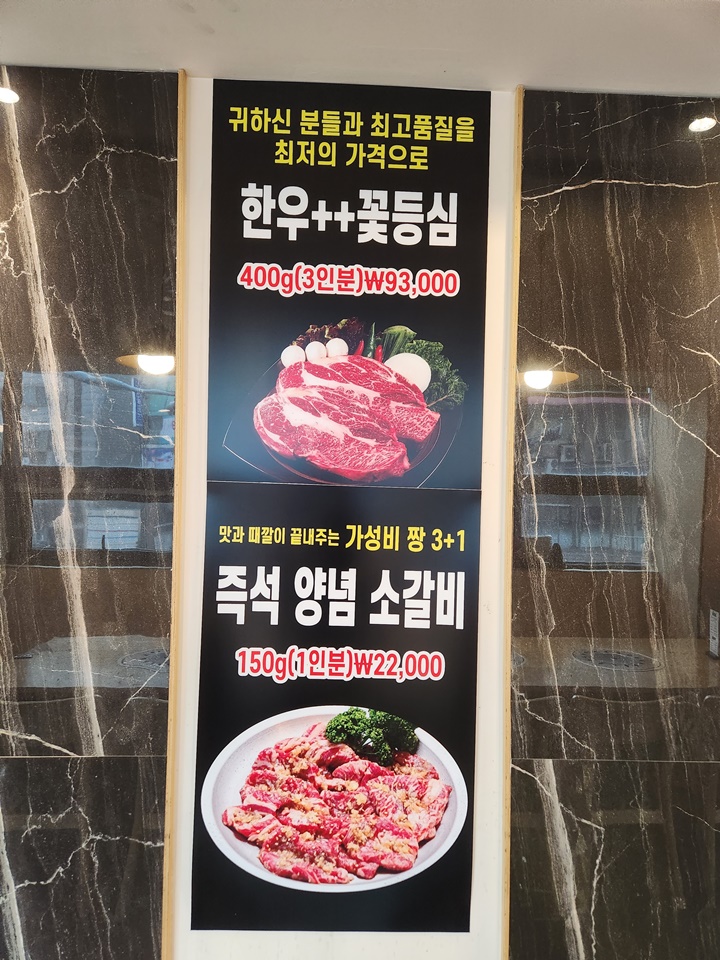 귀하신 분들과 최고품질을
최저의 가격으로
한우++꽃등심
400g(3인분)₩93,000
맛과 때깔이 끝내주는 가성비 짱 3+1
즉석 양념 소갈비
150g(1인분)₩22,000